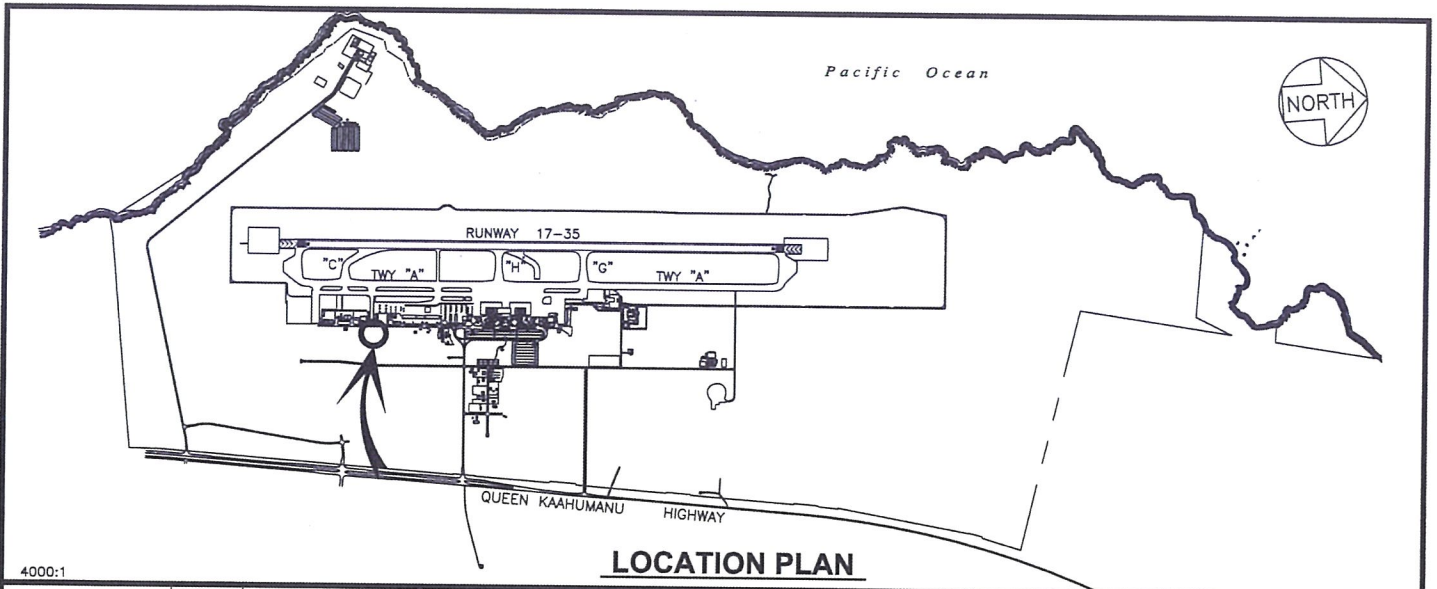 Pacific Ocean
NORTH
RUNWAY 17-35
"C"
TWY "A"
"H"
"G"
TWY "A"
QUEEN KAAHUMANU HIGHWAY
LOCATION PLAN
4000:1